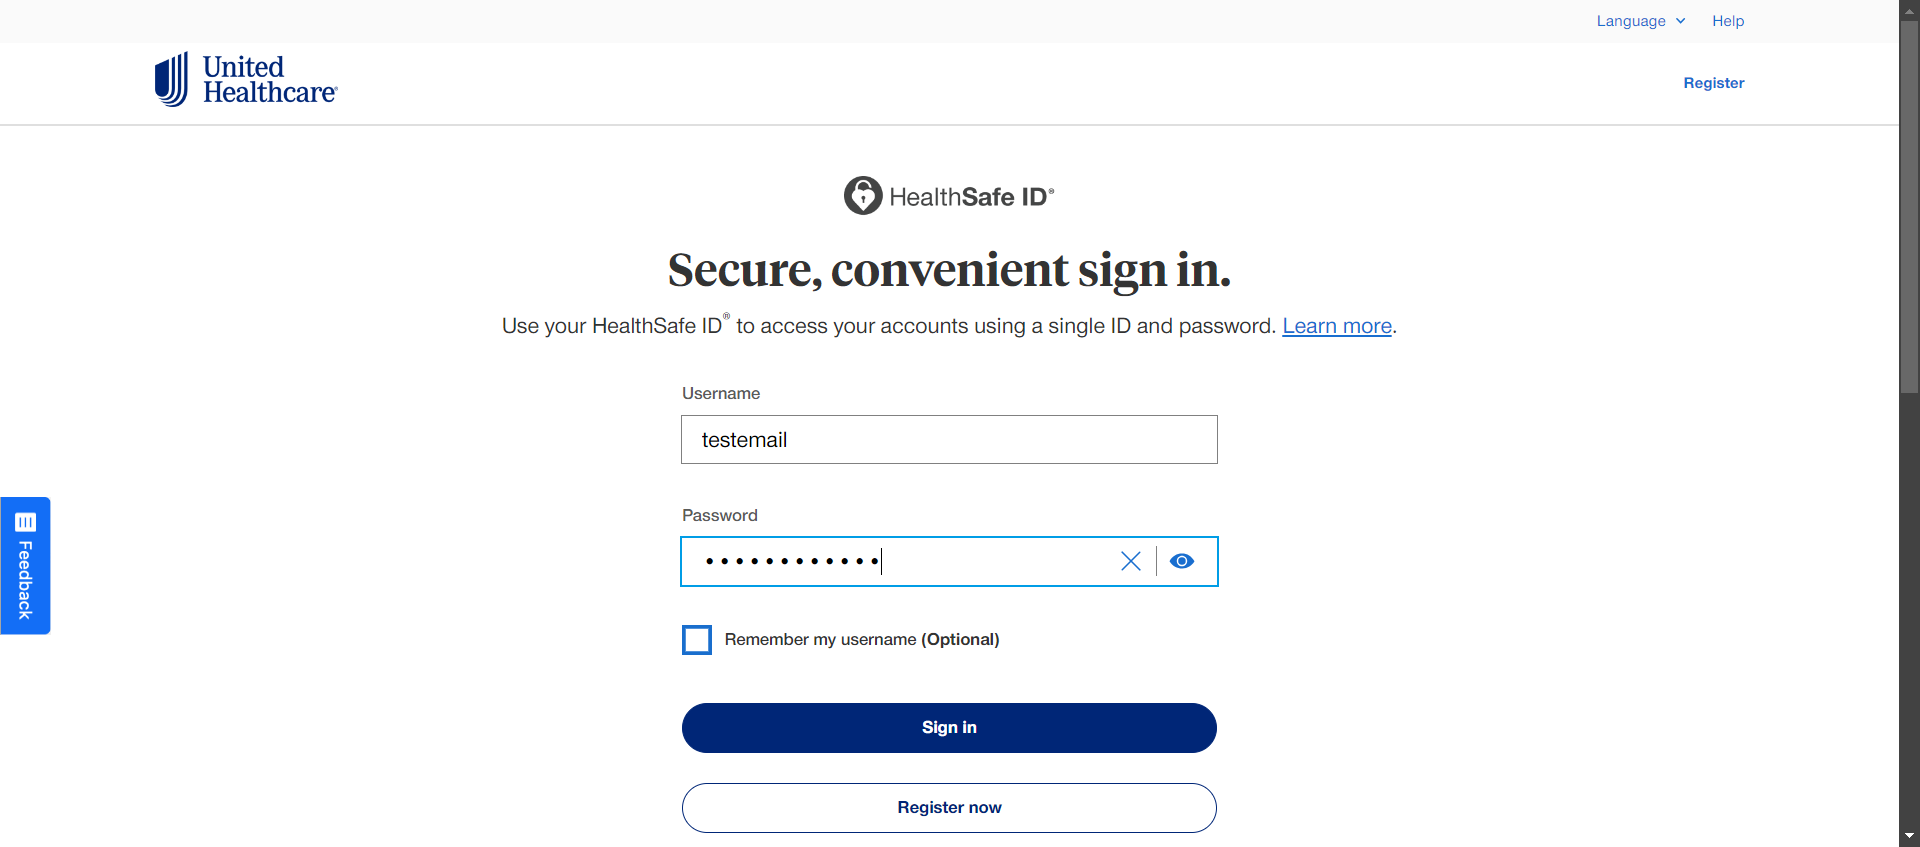 Language
Help
United
Healthcare®
Register
HealthSafe ID®
Secure, convenient sign in.
Use your HealthSafe ID® to access your accounts using a single ID and password. Learn more.
Username
testemail
Password
••••••••••••
Remember my username (Optional)
Sign in
Register now
Feedback